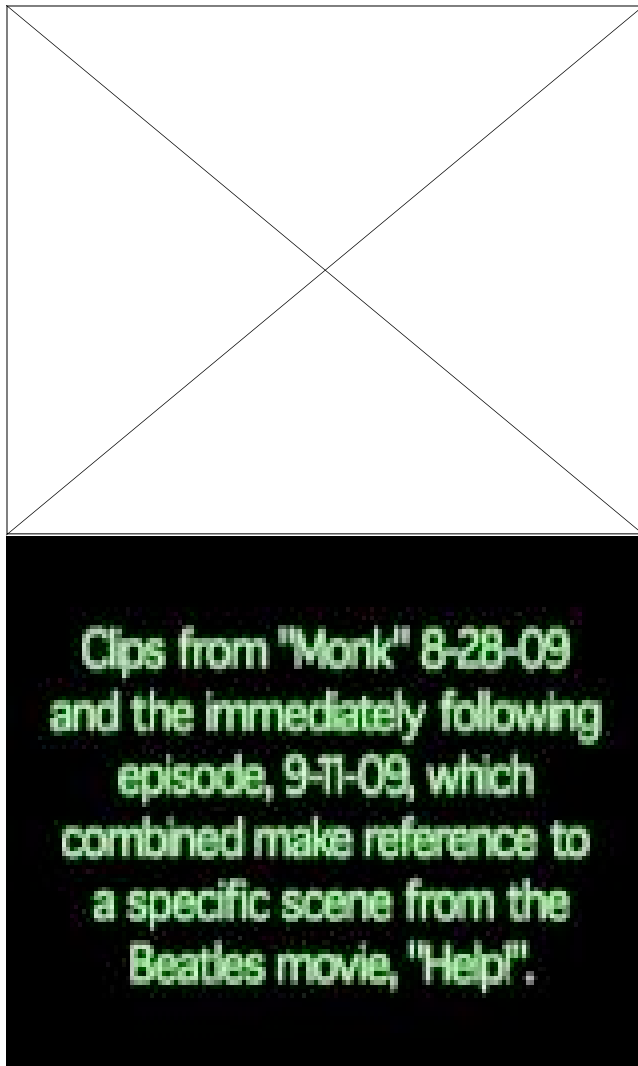 Clips from "Monk" 8-28-09
and the immediately following
episode, 9-11-09, which
combined make reference to
a specific scene from the
Beatles movie, "Help!".